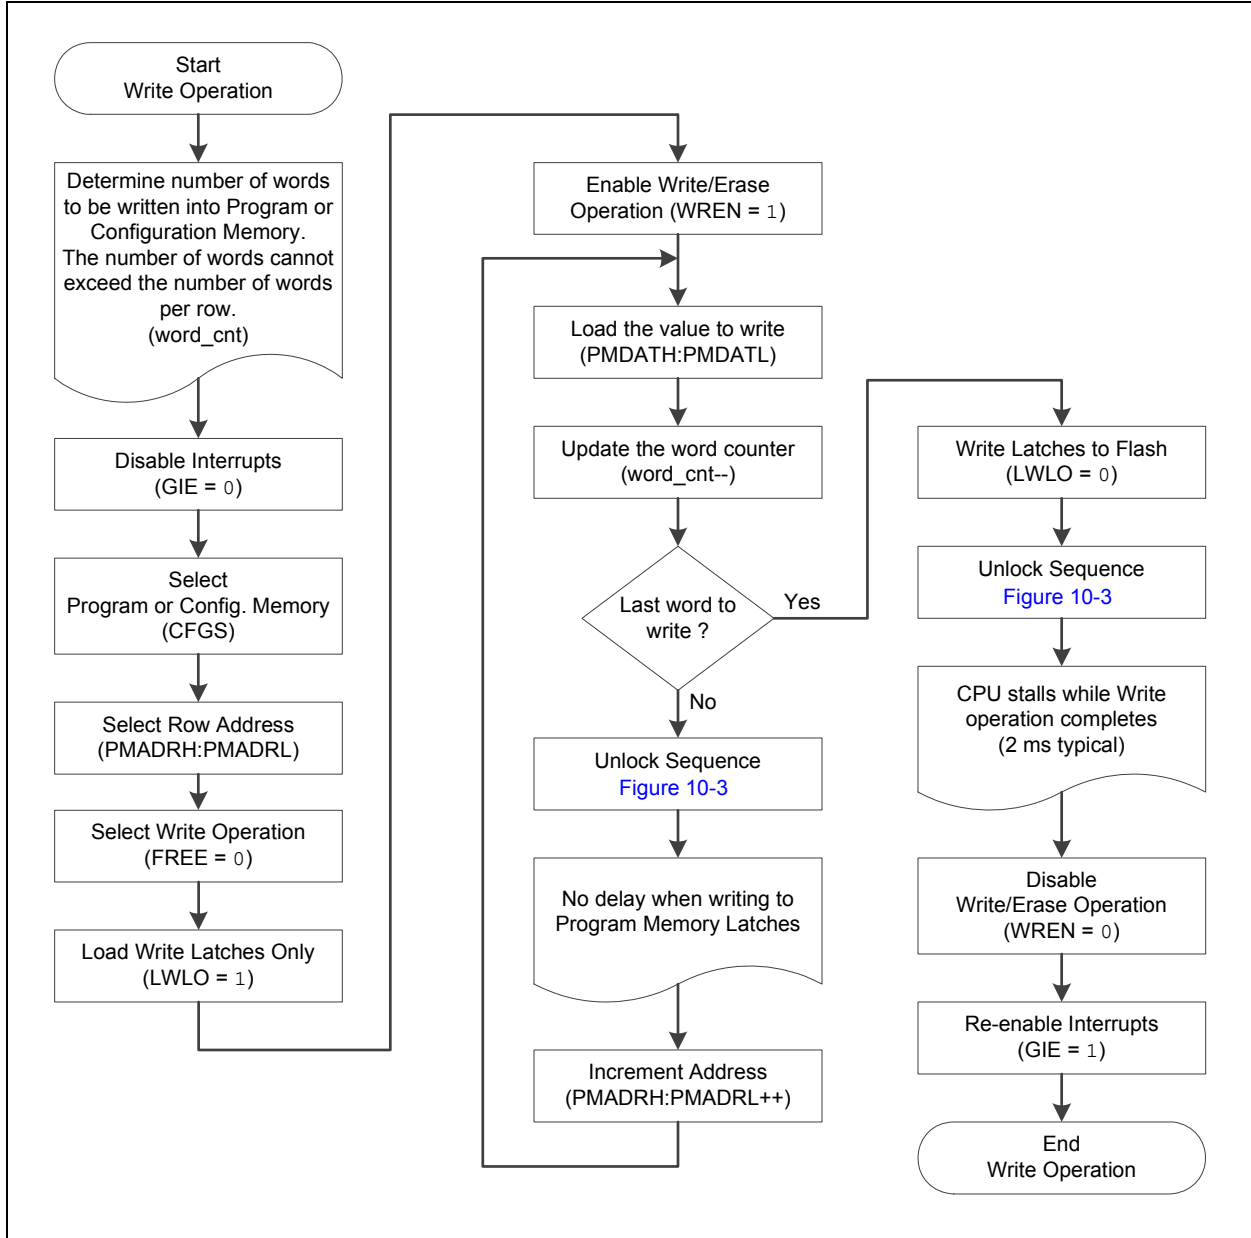 Start
Write Operation
Determine number of words
to be written into Program or
Configuration Memory.
The number of words cannot
exceed the number of words
per row.
(word_cnt)
Disable Interrupts
(GIE = 0)
Select
Program or Config. Memory
(CFGS)
Select Row Address
(PMADRH:PMADRL)
Select Write Operation
(FREE = 0)
Load Write Latches Only
(LWLO = 1)
Enable Write/Erase
Operation (WREN = 1)
Load the value to write
(PMDATH:PMDATL)
Update the word counter
(word_cnt--)
Last word to
write ?
Yes
No
Unlock Sequence
Figure 10-3
No delay when writing to
Program Memory Latches
Increment Address
(PMADRH:PMADRL++)
Write Latches to Flash
(LWLO = 0)
Unlock Sequence
Figure 10-3
CPU stalls while Write
operation completes
(2 ms typical)
Disable
Write/Erase Operation
(WREN = 0)
Re-enable Interrupts
(GIE = 1)
End
Write Operation